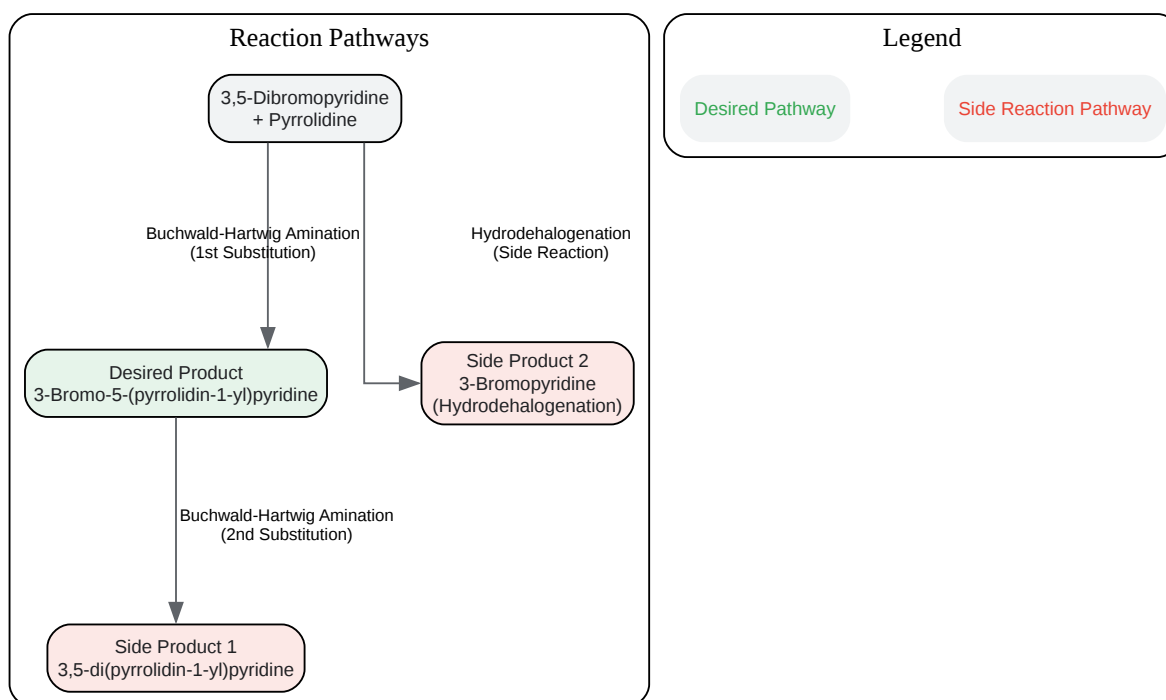 Reaction Pathways
3,5-Dibromopyridine
+ Pyrrolidine
Buchwald-Hartwig Amination
(1st Substitution)
Hydrodehalogenation
(Side Reaction)
Desired Product
3-Bromo-5-(pyrrolidin-1-yl)pyridine
Side Product 2
3-Bromopyridine
(Hydrodehalogenation)
Buchwald-Hartwig Amination
(2nd Substitution)
Side Product 1
3,5-di(pyrrolidin-1-yl)pyridine
Legend
Desired Pathway
Side Reaction Pathway